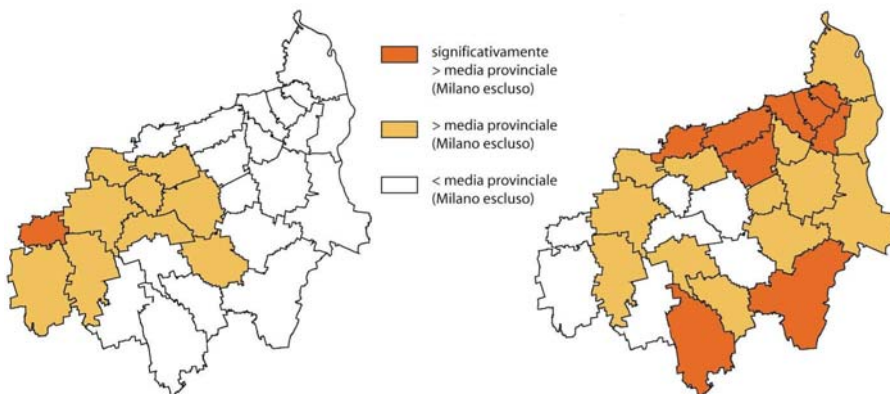 significativamente
> media provinciale
(Milano escluso)
> media provinciale
(Milano escluso)
< media provinciale
(Milano escluso)